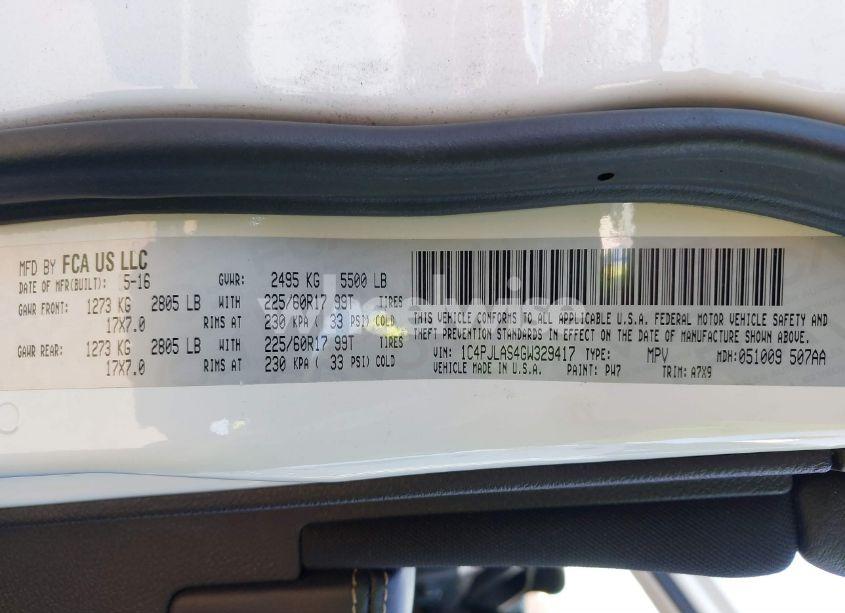 MFD BY FCA US LLC
DATE OF MFR(BUILT): 5-16 GVWR: 2495 KG 5500 LB
GAWR FRONT: 1273 KG 2805 LB WITH 225/60R17 99T TIRES
17X7.0 RIMS AT 230 KPA ( 33 PSI) COLD
GAWR REAR: 1273 KG 2805 LB WITH 225/60R17 99T TIRES
17X7.0 RIMS AT 230 KPA ( 33 PSI) COLD
THIS VEHICLE CONFORMS TO ALL APPLICABLE U.S.A. FEDERAL MOTOR VEHICLE SAFETY AND
THEFT PREVENTION STANDARDS IN EFFECT ON THE DATE OF MANUFACTURE SHOWN ABOVE.
VIN: 1C4PJLAS4GW329417 TYPE: MPV MDH: 051009 507AA
VEHICLE MADE IN U.S.A. PAINT: PW7 TRIM: A7X9